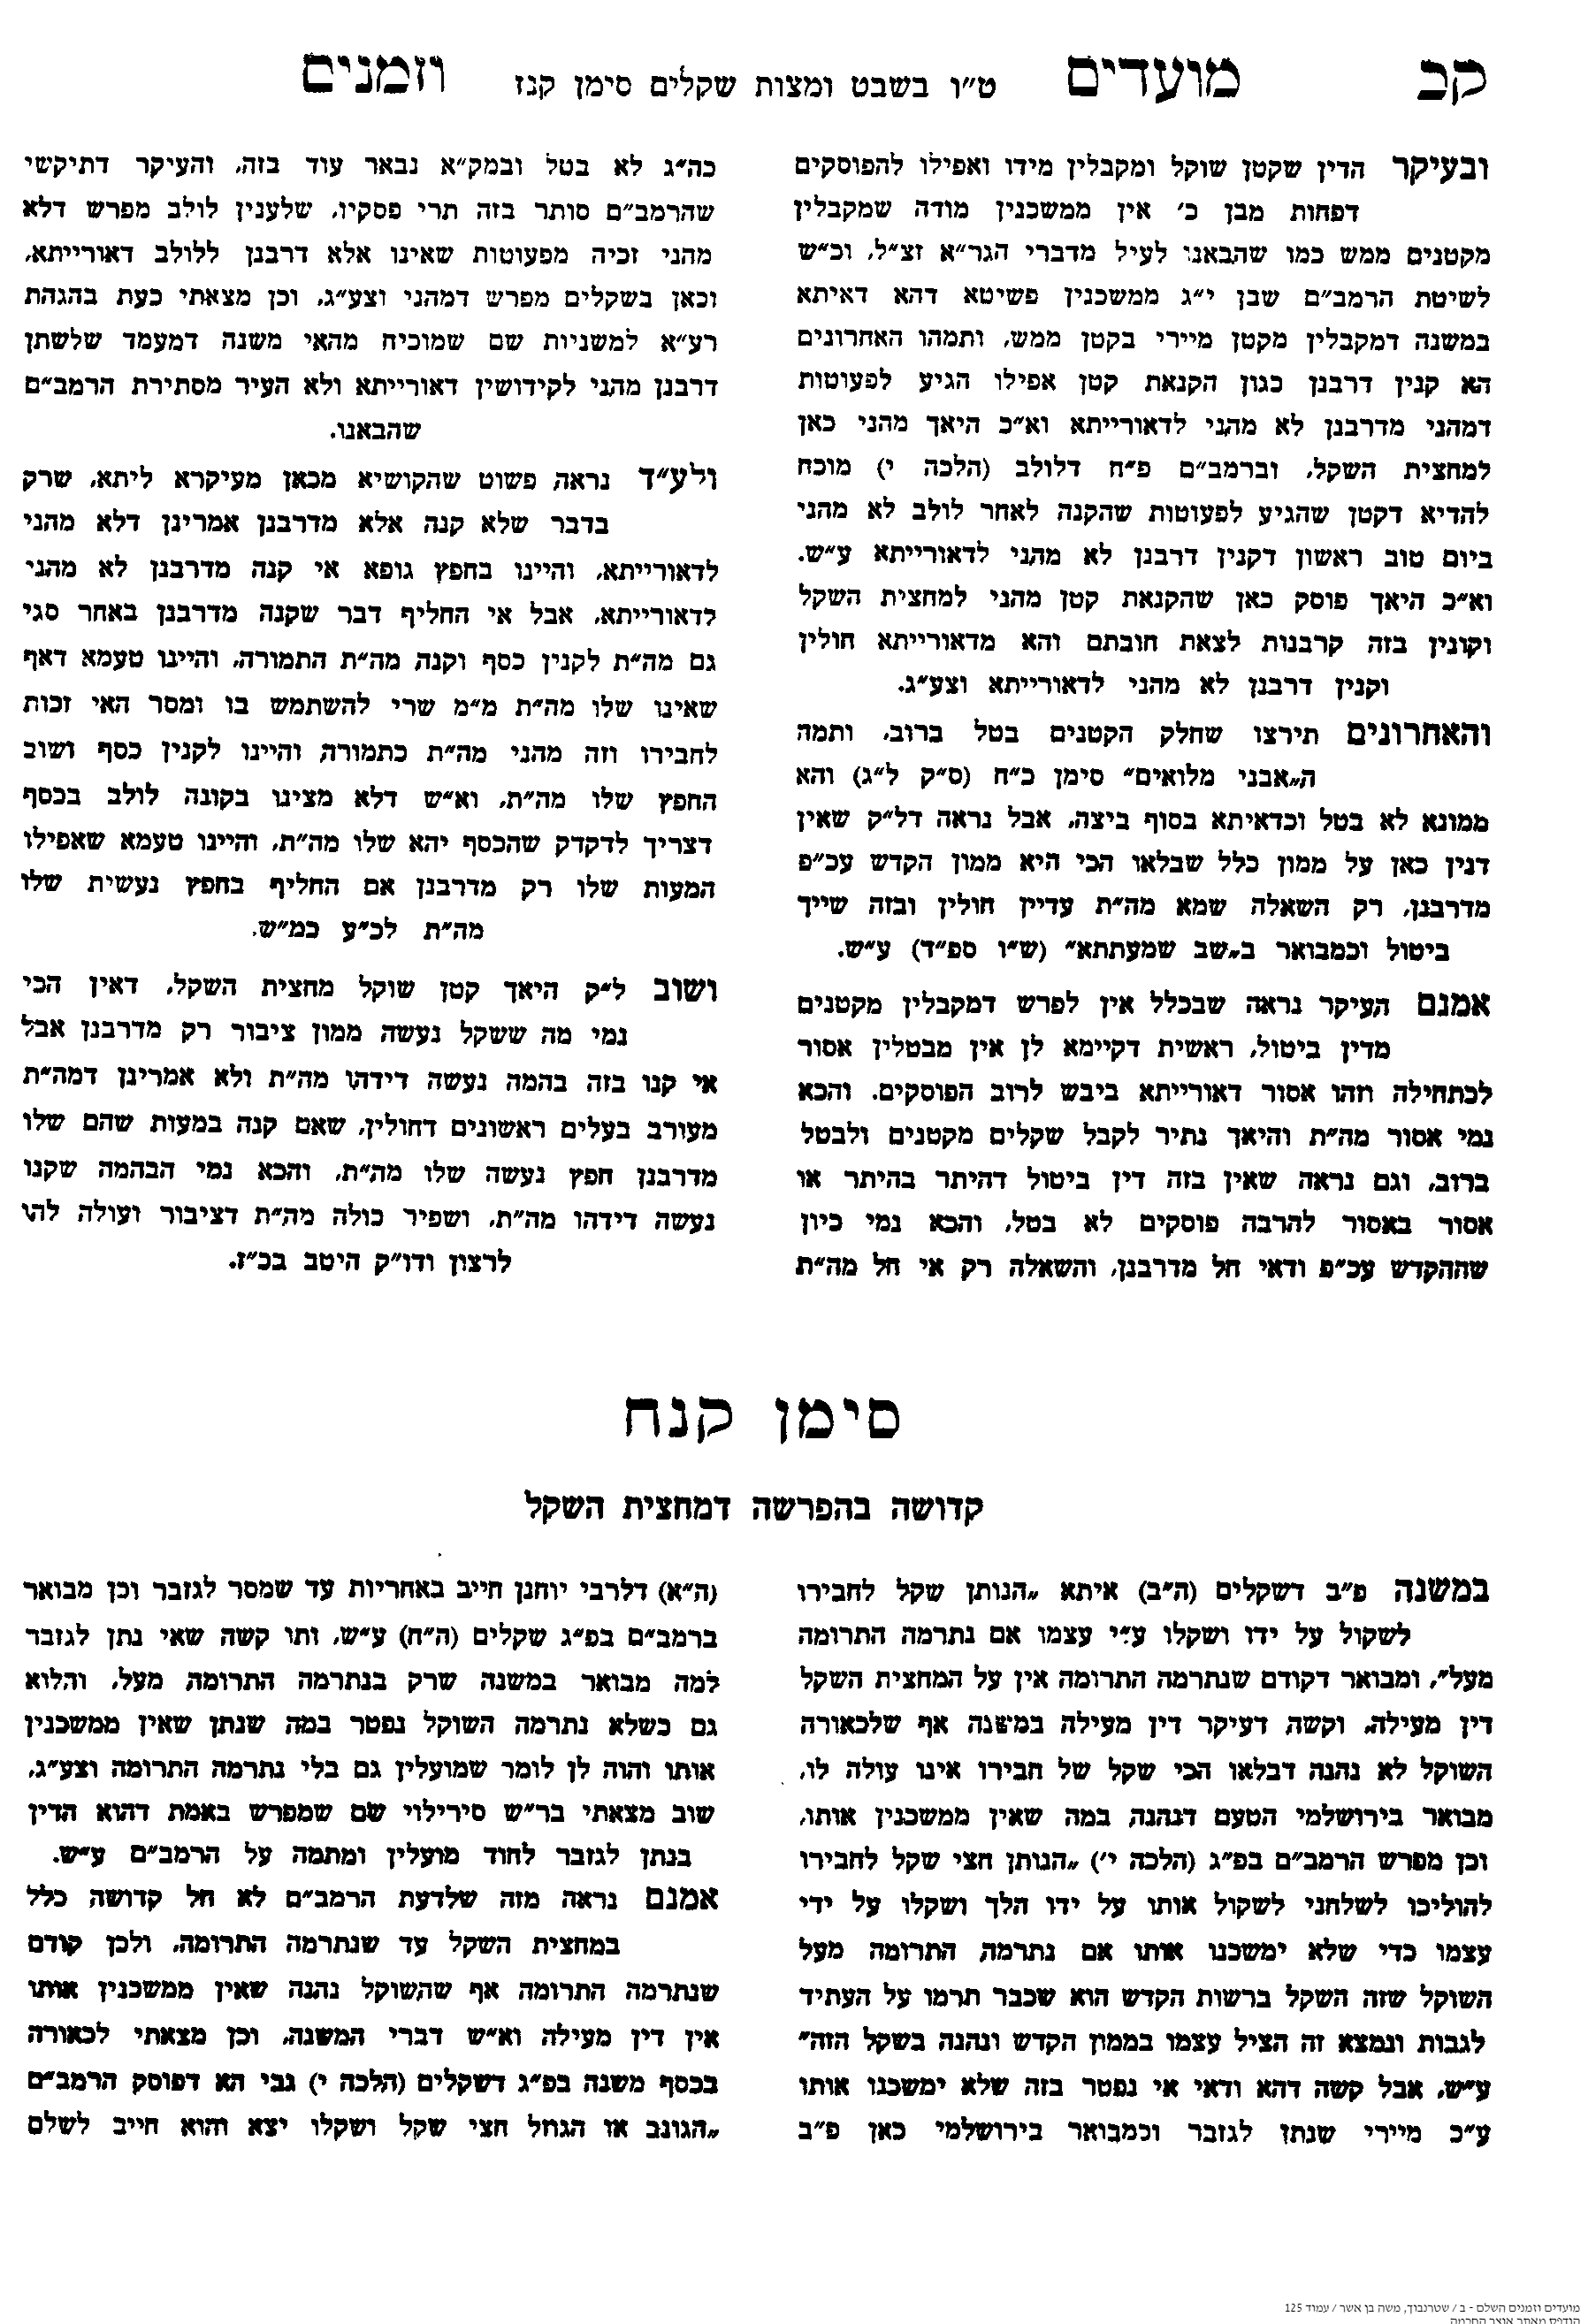 קב
מועדים
ט״ו בשבט ומצות שקלים סימן קנז
וזמנים
ובעיקר הדין שקטן שוקל ומקבלין מידו ואפילו להפוסקים
דפחות מבן כ׳ אין ממשכנין מודה שמקבלין
מקטנים ממש כמו שהבאנו לעיל מדברי הגר״א זצ״ל, וכ״ש
לשיטת הרמב״ם שבן י״ג ממשכנין פשיטא דהא דאיתא
במשנה דמקבלין מקטן מיירי בקטן ממש, ותמהו האחרונים
הא קנין דרבנן כגון הקנאת קטן אפילו הגיע לפעוטות
דמהני מדרבנן לא מהני לדאורייתא וא״כ היאך מהני כאן
למחצית השקל, וברמב״ם פ״ח דלולב (הלכה י) מוכח
להדיא דקטן שהגיע לפעוטות שהקנה לאחר לולב לא מהני
ביום טוב ראשון דקנין דרבנן לא מהני לדאורייתא ע״ש.
וא״כ היאך פוסק כאן שהקנאת קטן מהני למחצית השקל
וקונין בזה קרבנות לצאת חובתם והא מדאורייתא חולין
וקנין דרבנן לא מהני לדאורייתא וצע״ג.
והאחרונים תירצו שחלק הקטנים בטל ברוב, ותמה
ה„אבני מלואים״ סימן כ״ח (ס״ק ל״ג) והא
ממונא לא בטל וכדאיתא בסוף ביצה, אבל נראה דל״ק שאין
דנין כאן על ממון כלל שבלאו הכי היא ממון הקדש עכ״פ
מדרבנן, רק השאלה שמא מה״ת עדיין חולין ובזה שייך
ביטול וכמבואר ב„שב שמעתתא״ (ש״ו ספ״ד) ע״ש.
אמנם העיקר נראה שבכלל אין לפרש דמקבלין מקטנים
מדין ביטול, ראשית דקיימא לן אין מבטלין אסור
לכתחילה וזהו אסור דאורייתא ביבש לרוב הפוסקים. והכא
נמי אסור מה״ת והיאך נתיר לקבל שקלים מקטנים ולבטל
ברוב, וגם נראה שאין בזה דין ביטול דהיתר בהיתר או
אסור באסור להרבה פוסקים לא בטל, והכא נמי כיון
שההקדש עכ״פ ודאי חל מדרבנן, והשאלה רק אי חל מה״ת
כה״ג לא בטל ובמק״א נבאר עוד בזה, והעיקר דתיקשי
שהרמב״ם סותר בזה תרי פסקיו, שלענין לולב מפרש דלא
מהני זכיה מפעוטות שאינו אלא דרבנן ללולב דאורייתא,
וכאן בשקלים מפרש דמהני וצע״ג, וכן מצאתי כעת בהגהת
רע״א למשניות שם שמוכיח מהאי משנה דמעמד שלשתן
דרבנן מהני לקידושין דאורייתא ולא העיר מסתירת הרמב״ם
שהבאנו.
ולע״ד נראה פשוט שהקושיא מכאן מעיקרא ליתא, שרק
בדבר שלא קנה אלא מדרבנן אמרינן דלא מהני
לדאורייתא, והיינו בחפץ גופא אי קנה מדרבנן לא מהני
לדאורייתא, אבל אי החליף דבר שקנה מדרבנן באחר סגי
גם מה״ת לקנין כסף וקנה מה״ת התמורה, והיינו טעמא דאף
שאינו שלו מה״ת מ״מ שרי להשתמש בו ומסר האי זכות
לחבירו וזה מהני מה״ת כתמורה והיינו לקנין כסף ושוב
החפץ שלו מה״ת, וא״ש דלא מצינו בקונה לולב בכסף
דצריך לדקדק שהכסף יהא שלו מה״ת, והיינו טעמא שאפילו
המעות שלו רק מדרבנן אם החליף בחפץ נעשית שלו
מה״ת לכ״ע כמ״ש.
ושוב ל״ק היאך קטן שוקל מחצית השקל, דאין הכי
נמי מה ששקל נעשה ממון ציבור רק מדרבנן אבל
אי קנו בזה בהמה נעשה דידהו מה״ת ולא אמרינן דמה״ת
מעורב בעלים ראשונים דחולין, שאם קנה במעות שהם שלו
מדרבנן חפץ נעשה שלו מה״ת, והכא נמי הבהמה שקנו
נעשה דידהו מה״ת, ושפיר כולה מה״ת דציבור ועולה להו
לרצון ודו״ק היטב בכ״ז.
סימן קנח
קדושה בהפרשה דמחצית השקל
במשנה פ״ב דשקלים (ה״ב) איתא „הנותן שקל לחבירו
לשקול על ידו ושקלו ע״י עצמו אם נתרמה התרומה
מעל״, ומבואר דקודם שנתרמה התרומה אין על המחצית השקל
דין מעילה, וקשה דעיקר דין מעילה במשנה אף שלכאורה
השוקל לא נהנה דבלאו הכי שקל של חבירו אינו עולה לו,
מבואר בירושלמי הטעם דנהנה במה שאין ממשכנין אותו,
וכן מפרש הרמב״ם בפ״ג (הלכה י׳) „הנותן חצי שקל לחבירו
להוליכו לשלחני לשקול אותו על ידו הלך ושקלו על ידי
עצמו כדי שלא ימשכנו אותו אם נתרמה התרומה מעל
השוקל שזה השקל ברשות הקדש הוא שכבר תרמו על העתיד
לגבות ונמצא זה הציל עצמו בממון הקדש ונהנה בשקל הזה״
ע״ש, אבל קשה דהא ודאי אי נפטר בזה שלא ימשכנו אותו
ע״כ מיירי שנתן לגזבר וכמבואר בירושלמי כאן פ״ב
(ה״א) דלרבי יוחנן חייב באחריות עד שמסר לגזבר וכן מבואר
ברמב״ם בפ״ג שקלים (ה״ח) ע״ש, ותו קשה שאי נתן לגזבר
למה מבואר במשנה שרק בנתרמה התרומה מעל, והלוא
גם כשלא נתרמה השוקל נפטר במה שנתן שאין ממשכנין
אותו והוה לן לומר שמועלין גם בלי נתרמה התרומה וצע״ג,
שוב מצאתי בר״ש סירילוי שם שמפרש באמת דהוא הדין
בנתן לגזבר לחוד מועלין ומתמה על הרמב״ם ע״ש.
אמנם נראה מזה שלדעת הרמב״ם לא חל קדושה כלל
במחצית השקל עד שנתרמה התרומה, ולכן קודם
שנתרמה התרומה אף שהשוקל נהנה שאין ממשכנין אותו
אין דין מעילה וא״ש דברי המשנה, וכן מצאתי לכאורה
בכסף משנה בפ״ג דשקלים (הלכה י) גבי הא דפוסק הרמב״ם
„הגונב או הגוזל חצי שקל ושקלו יצא והוא חייב לשלם
מועדים וזמנים השלם - ב / שטרנבוך, משה בן אשר / עמוד 125